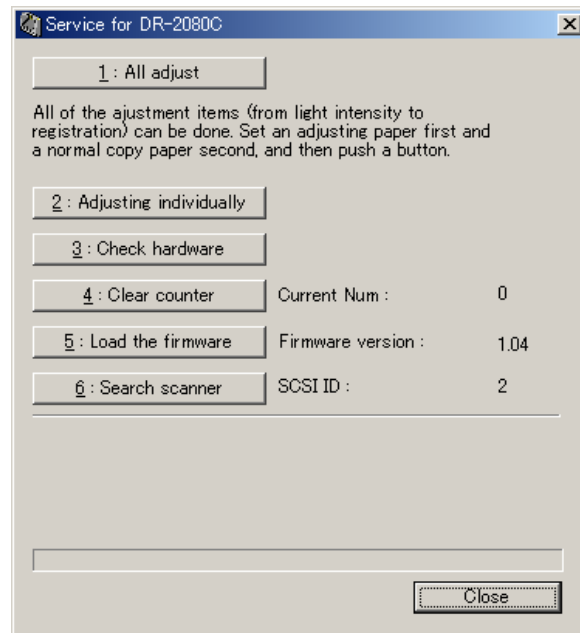 Service for DR-2080C
1 : All adjust
All of the ajustment items (from light intensity to
registration) can be done. Set an adjusting paper first and
a normal copy paper second, and then push a button.
2 : Adjusting individually
3 : Check hardware
4 : Clear counter Current Num : 0
5 : Load the firmware Firmware version : 1.04
6 : Search scanner SCSI ID : 2
Close